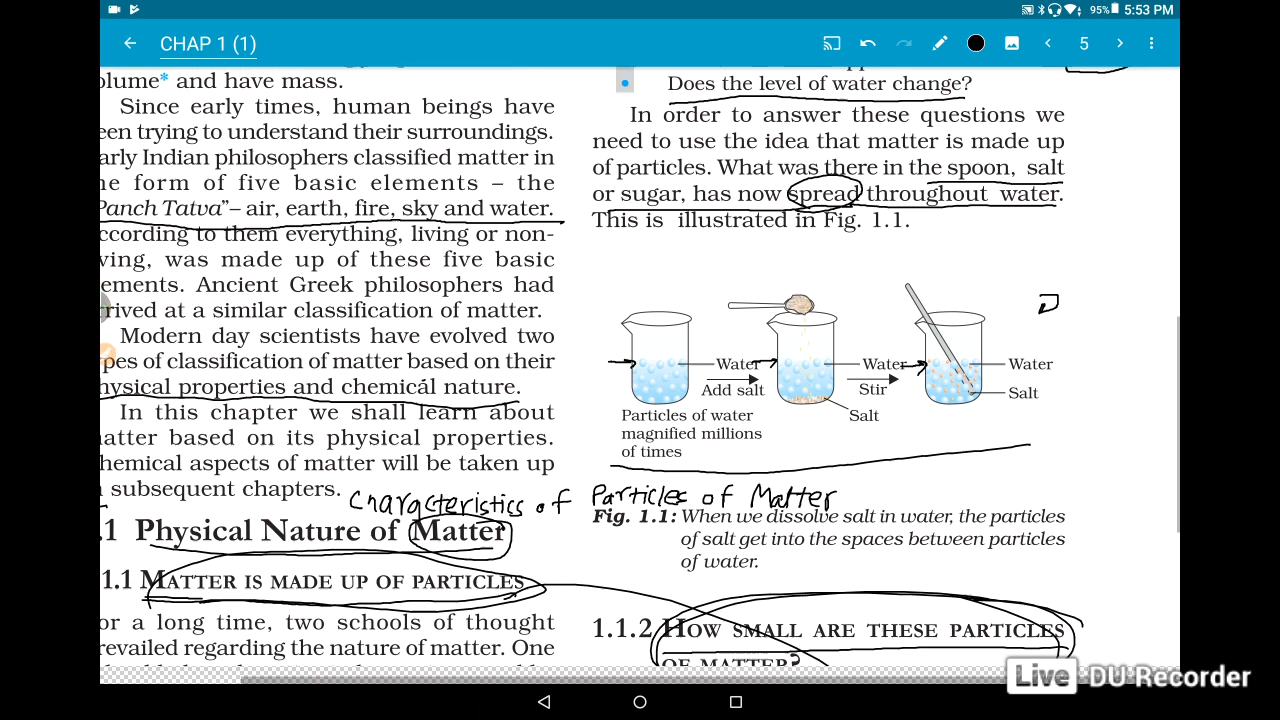 95% 5:53 PM
CHAP 1 (1)
5
olume* and have mass.
Since early times, human beings have
een trying to understand their surroundings.
arly Indian philosophers classified matter in
he form of five basic elements – the
Panch Tatva"– air, earth, fire, sky and water.
ccording to them everything, living or non-
ving, was made up of these five basic
ements. Ancient Greek philosophers had
rrived at a similar classification of matter.
Modern day scientists have evolved two
pes of classification of matter based on their
hysical properties and chemical nature.
In this chapter we shall learn about
atter based on its physical properties.
hemical aspects of matter will be taken up
subsequent chapters.
Characteristics of Particles of Matter
.1 Physical Nature of Matter
1.1 MATTER IS MADE UP OF PARTICLES
or a long time, two schools of thought
revailed regarding the nature of matter. One
Does the level of water change?
In order to answer these questions we
need to use the idea that matter is made up
of particles. What was there in the spoon, salt
or sugar, has now spread throughout water.
This is illustrated in Fig. 1.1.
Water
Add salt
Water
Stir
Salt
Water
Salt
Particles of water
magnified millions
of times
Fig. 1.1: When we dissolve salt in water, the particles
of salt get into the spaces between particles
of water.
1.1.2 HOW SMALL ARE THESE PARTICLES
OF MATTER?
Live DU Recorder